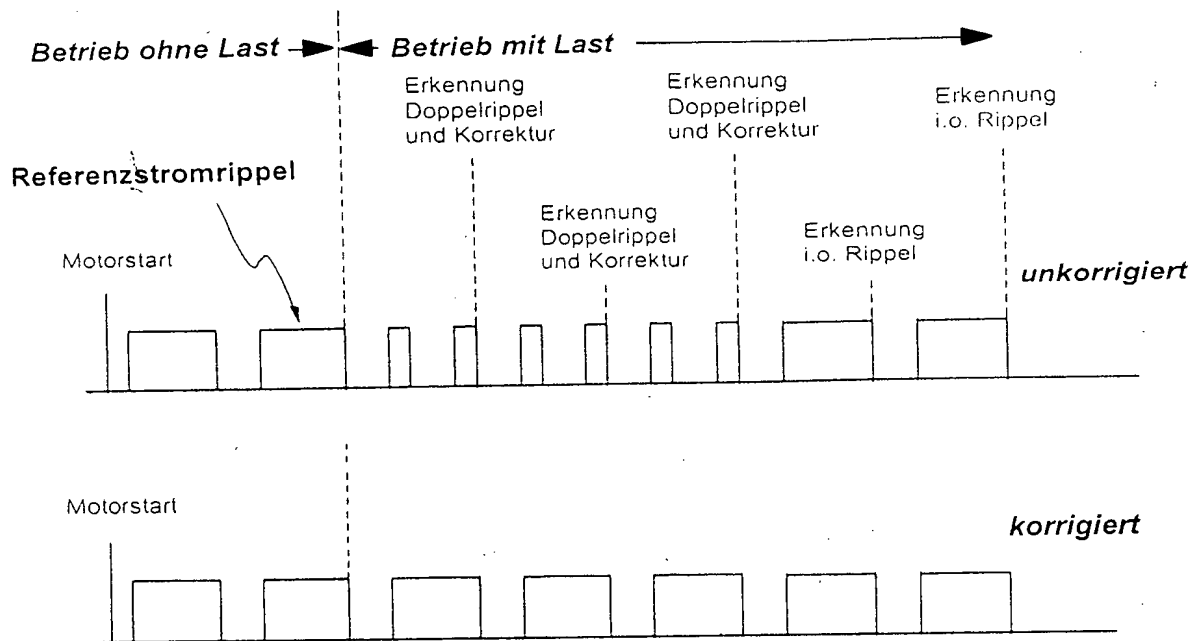 Betrieb ohne Last
Betrieb mit Last
Erkennung
Doppelrippel
und Korrektur
Erkennung
Doppelrippel
und Korrektur
Erkennung
i.o. Rippel
Referenzstromrippel
Erkennung
Doppelrippel
und Korrektur
Erkennung
i.o. Rippel
Motorstart
unkorrigiert
Motorstart
korrigiert